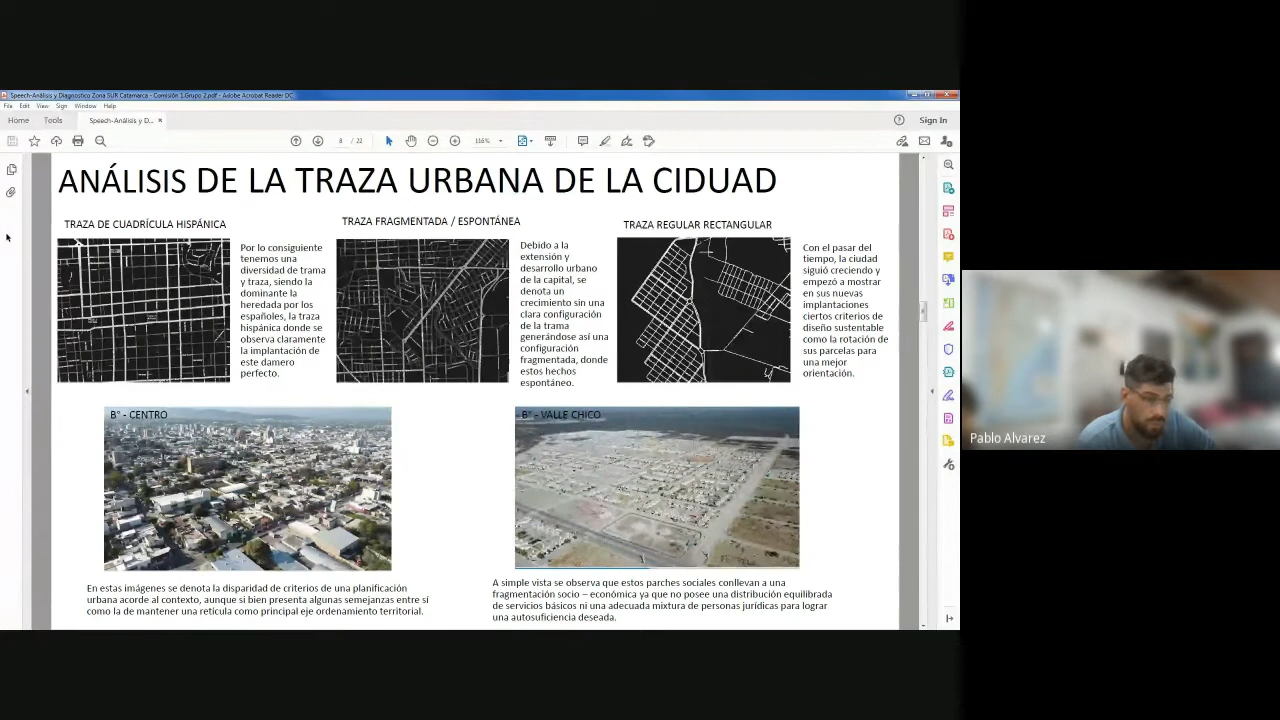 Speech-Análisis y Diagnostico Zona SUR Catamarca - Comisión 1.Grupo 2.pdf - Adobe Acrobat Reader DC
File Edit View Sign Window Help
Home Tools Speech-Análisis y D... × Sign In
8 / 22 116%
ANÁLISIS DE LA TRAZA URBANA DE LA CIDUAD
TRAZA DE CUADRÍCULA HISPÁNICA
Por lo consiguiente
tenemos una
diversidad de trama
y traza, siendo la
dominante la
heredada por los
españoles, la traza
hispánica donde se
observa claramente
la implantación de
este damero
perfecto.
TRAZA FRAGMENTADA / ESPONTÁNEA
Debido a la
extensión y
desarrollo urbano
de la capital, se
denota un
crecimiento sin una
clara configuración
de la trama
generándose así una
configuración
fragmentada, donde
estos hechos
espontáneo.
TRAZA REGULAR RECTANGULAR
Con el pasar del
tiempo, la ciudad
siguió creciendo y
empezó a mostrar
en sus nuevas
implantaciones
ciertos criterios de
diseño sustentable
como la rotación de
sus parcelas para
una mejor
orientación.
B° - CENTRO
En estas imágenes se denota la disparidad de criterios de una planificación
urbana acorde al contexto, aunque si bien presenta algunas semejanzas entre sí
como la de mantener una retícula como principal eje ordenamiento territorial.
B° - VALLE CHICO
A simple vista se observa que estos parches sociales conllevan a una
fragmentación socio – económica ya que no posee una distribución equilibrada
de servicios básicos ni una adecuada mixtura de personas jurídicas para lograr
una autosuficiencia deseada.
Pablo Alvarez